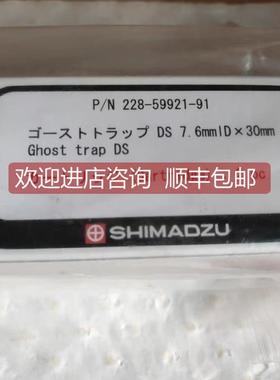 P/N 228-59921-91
ゴーストトラップ DS 7.6mmID×30mm
Ghost trap DS
欢迎进店咨询 顺丰包邮
SHIMADZU